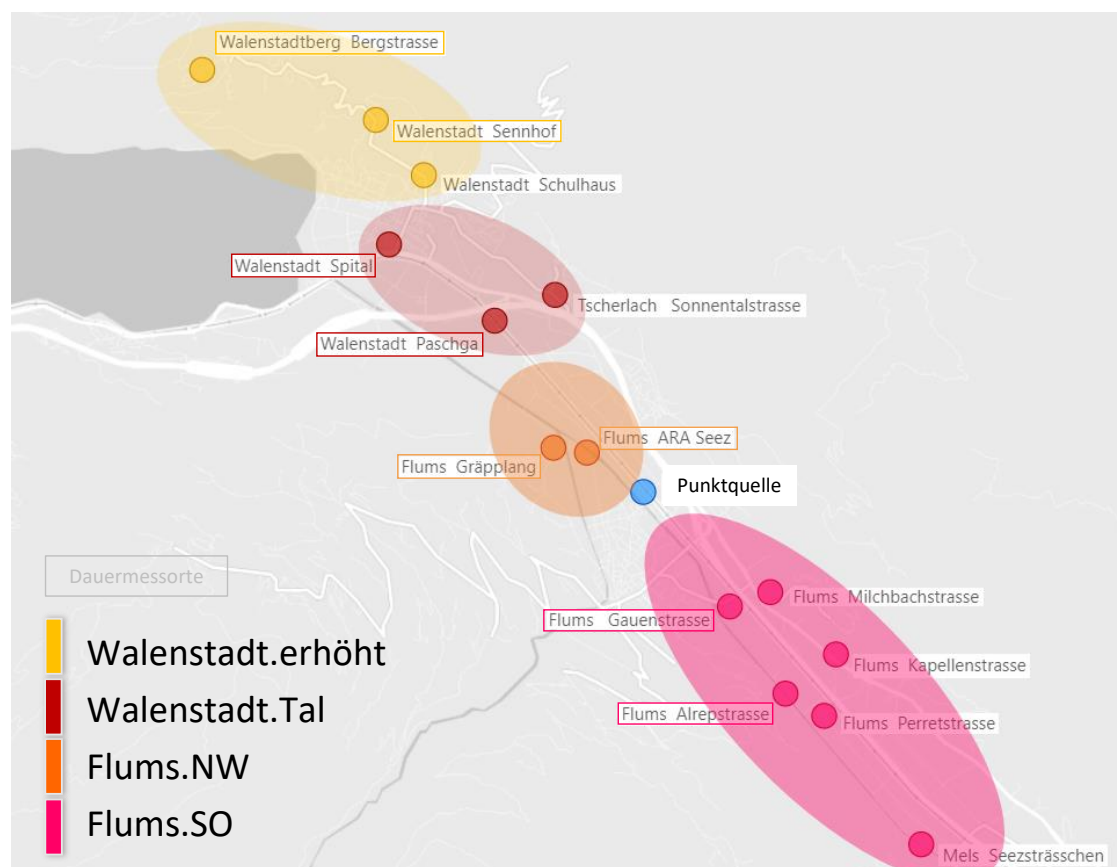 Walenstadtberg Bergstrasse
Walenstadt Sennhof
Walenstadt Schulhaus
Walenstadt Spital
Tscherlach Sonnentalstrasse
Walenstadt Paschga
Flums ARA Seez
Flums Gräpplang
Punktquelle
Dauermessorte
Flums Milchbachstrasse
Flums Gauenstrasse
Walenstadt.erhöht
Flums Kapellenstrasse
Walenstadt.Tal
Flums Alrepstrasse
Flums Perretstrasse
Flums.NW
Flums.SO
Mels Seezsträsschen